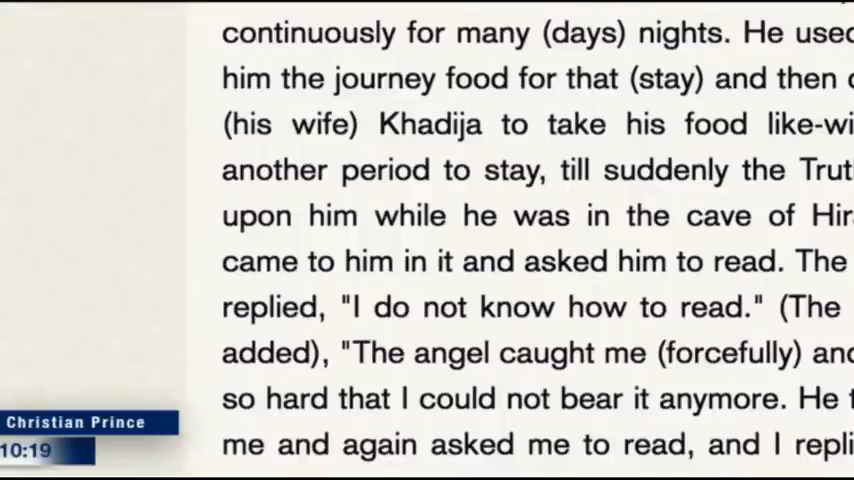 continuously for many (days) nights. He used
him the journey food for that (stay) and then
(his wife) Khadija to take his food like-wi
another period to stay, till suddenly the Trut
upon him while he was in the cave of Hir
came to him in it and asked him to read. The
replied, "I do not know how to read." (The
added), "The angel caught me (forcefully) and
so hard that I could not bear it anymore. He
me and again asked me to read, and I repli
Christian Prince
10:19